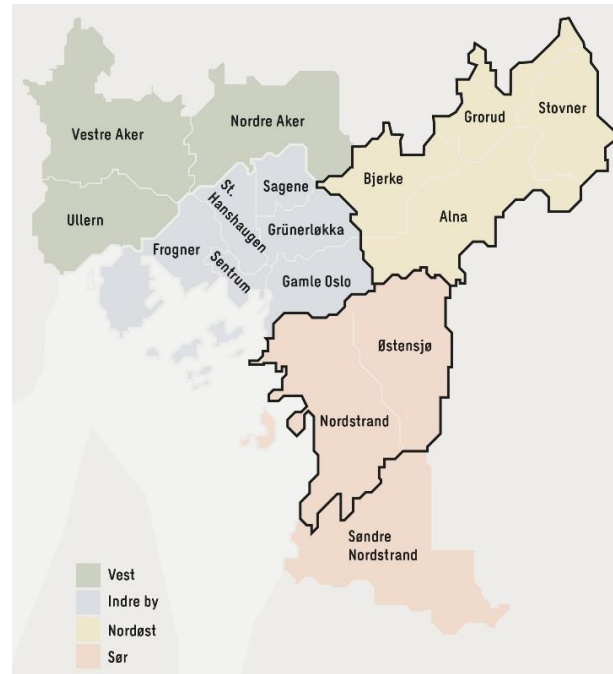 Vestre Aker
Nordre Aker
Grorud
Stovner
Bjerke
Sagene
St.
Hanshaugen
Ullern
Alna
Grünerløkka
Frogner
Sentrum
Gamle Oslo
Østensjø
Nordstrand
Søndre
Nordstrand
Vest
Indre by
Nordøst
Sør